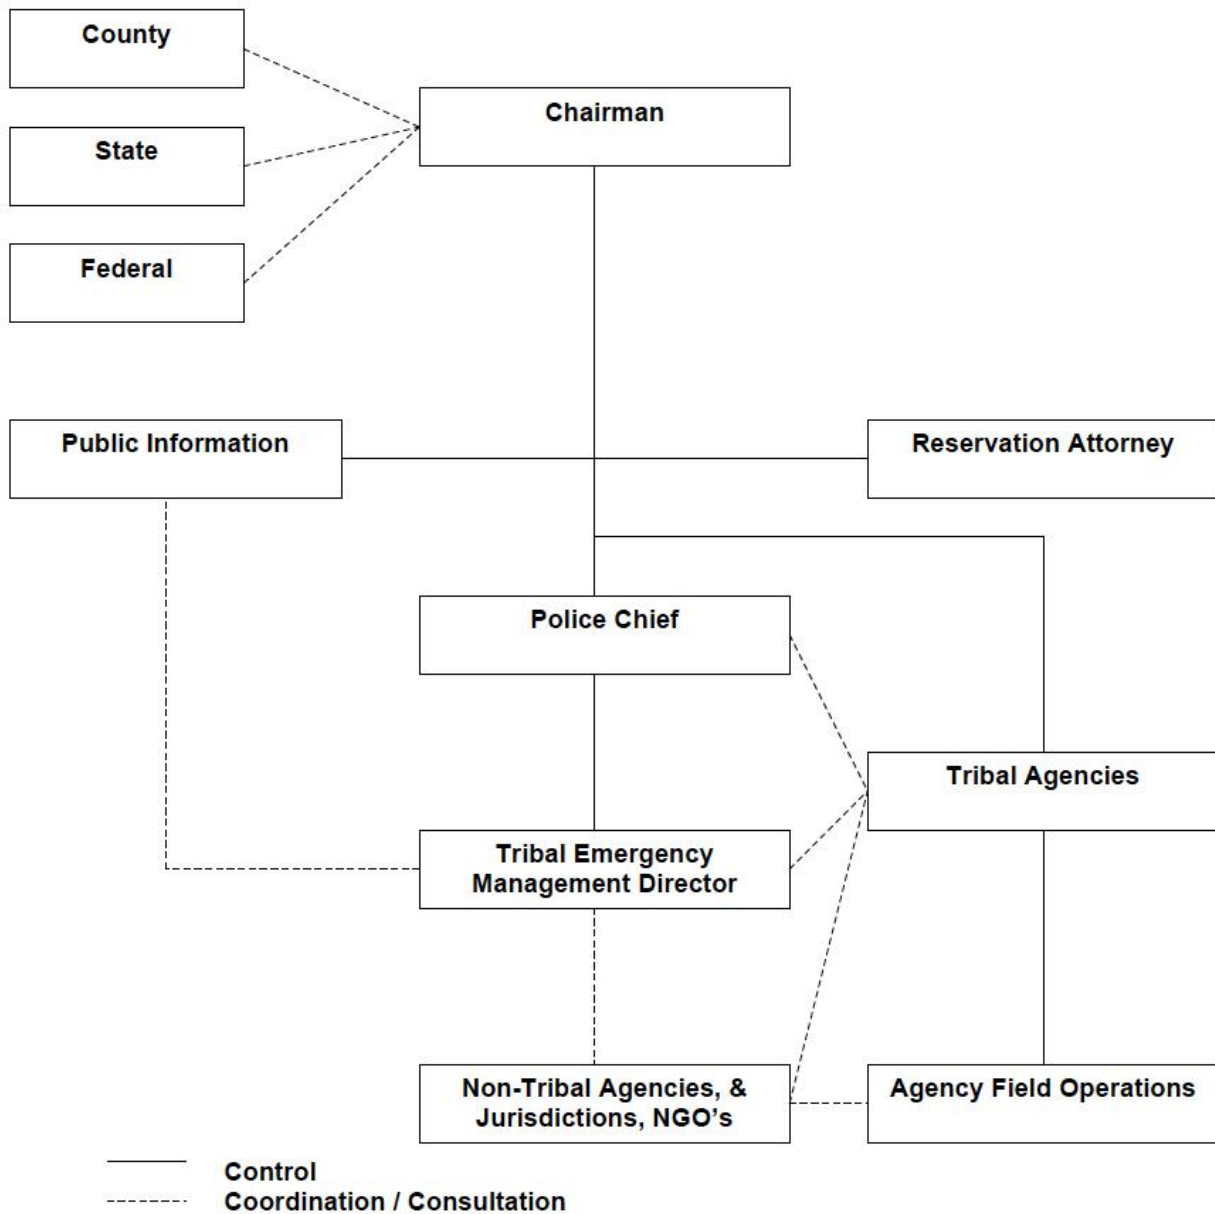 County
Chairman
State
Federal
Public Information
Reservation Attorney
Police Chief
Tribal Agencies
Tribal Emergency
Management Director
Non-Tribal Agencies, &
Jurisdictions, NGO's
Agency Field Operations
Control
Coordination / Consultation